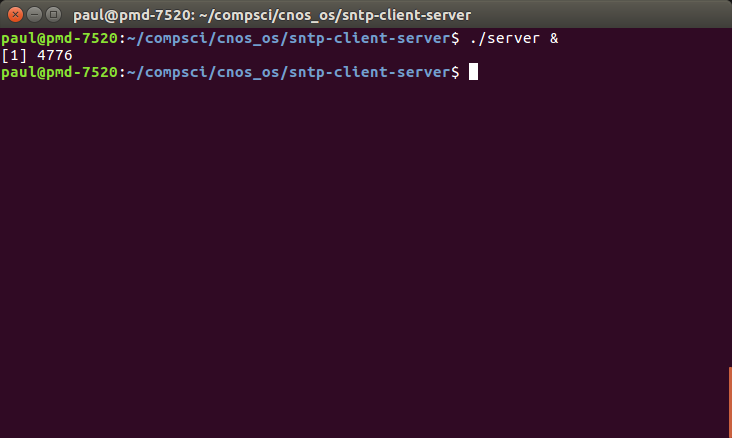 paul@pmd-7520: ~/compsci/cnos_os/sntp-client-server
paul@pmd-7520:~/compsci/cnos_os/sntp-client-server$ ./server &
[1] 4776
paul@pmd-7520:~/compsci/cnos_os/sntp-client-server$